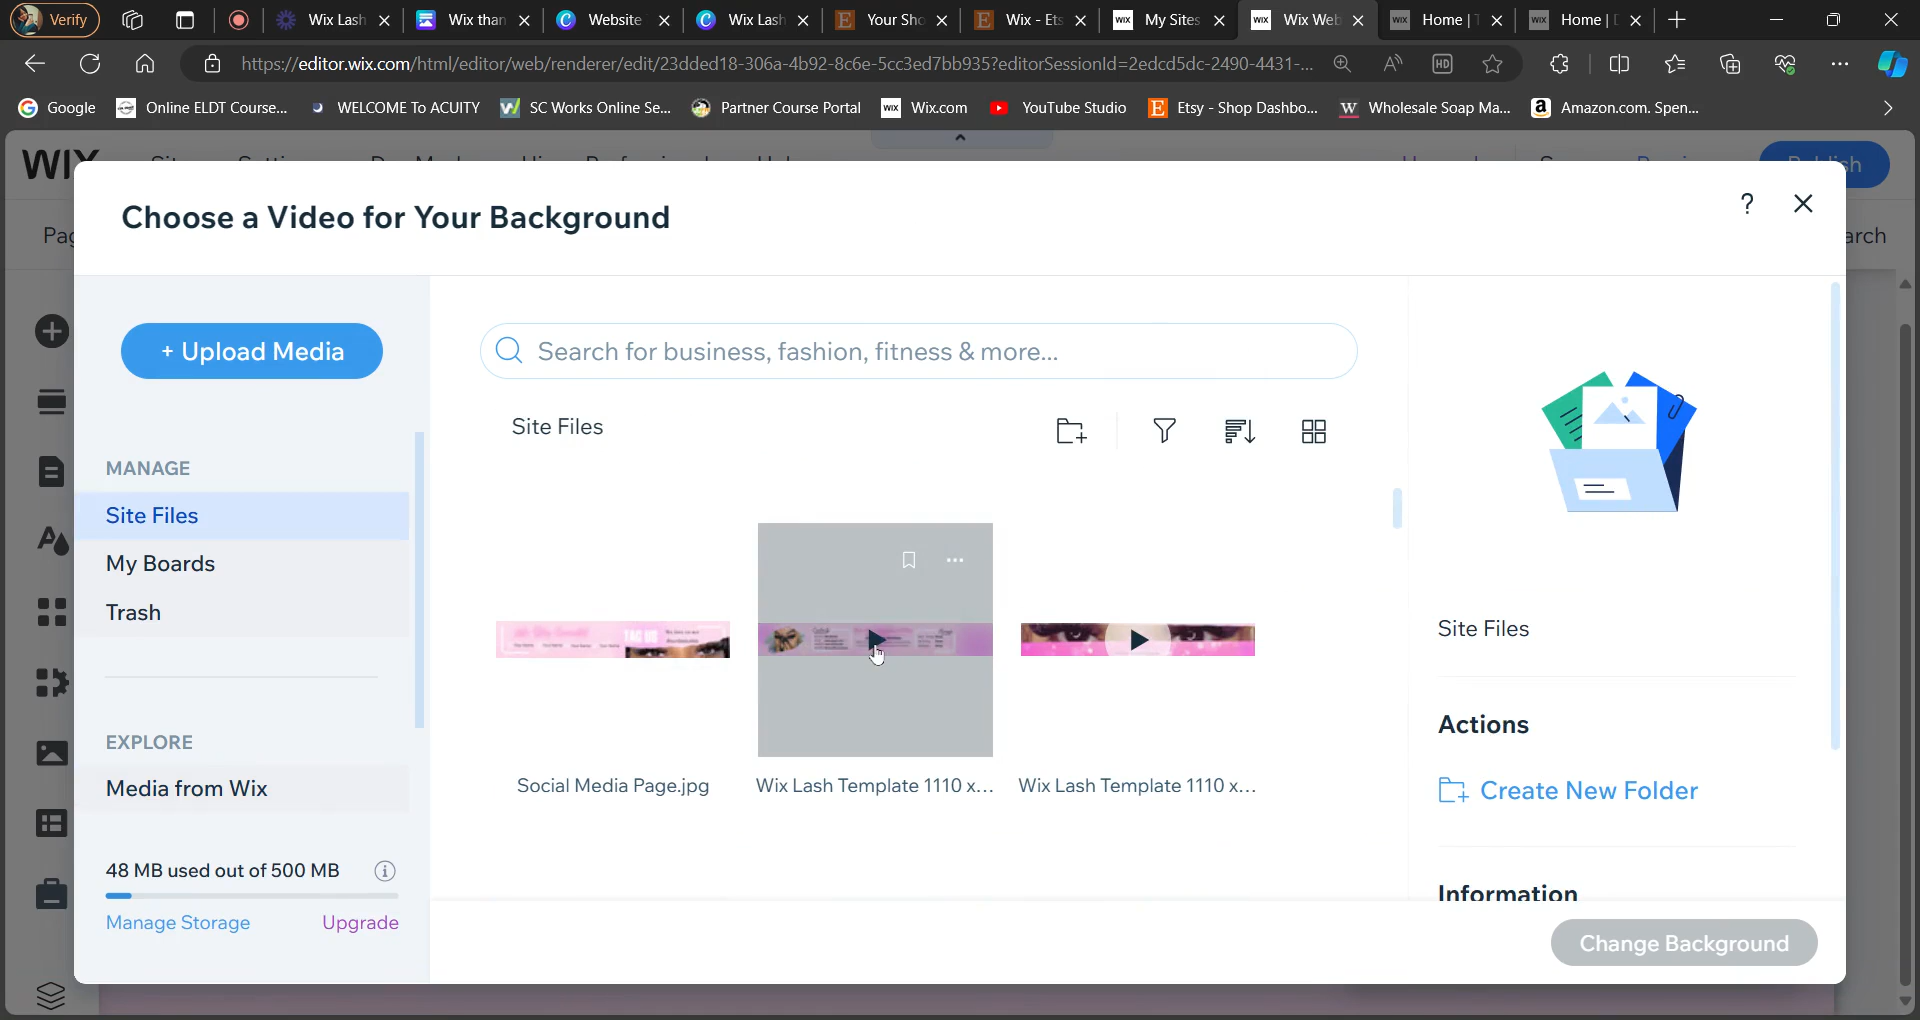 Verify
Wix Lash
Wix than
Website
Wix Lash
Your Sho
Wix - Ets
My Sites
Wix Web
Home | T
Home |
https://editor.wix.com/html/editor/web/renderer/edit/23dded18-306a-4b92-8c6e-5cc3ed7bb935?editorSessionId=2edcd5dc-2490-4431-...
Google
Online ELDT Course...
WELCOME To ACUITY
SC Works Online Se...
Partner Course Portal
Wix.com
YouTube Studio
Etsy - Shop Dashbo...
Wholesale Soap Ma...
Amazon.com. Spen...
WIX
Choose a Video for Your Background
?
+ Upload Media
Search for business, fashion, fitness & more...
Site Files
MANAGE
Site Files
My Boards
Trash
EXPLORE
Media from Wix
48 MB used out of 500 MB
Manage Storage
Upgrade
Social Media Page.jpg
Wix Lash Template 1110 x...
Wix Lash Template 1110 x...
Site Files
Actions
Create New Folder
Information
Change Background